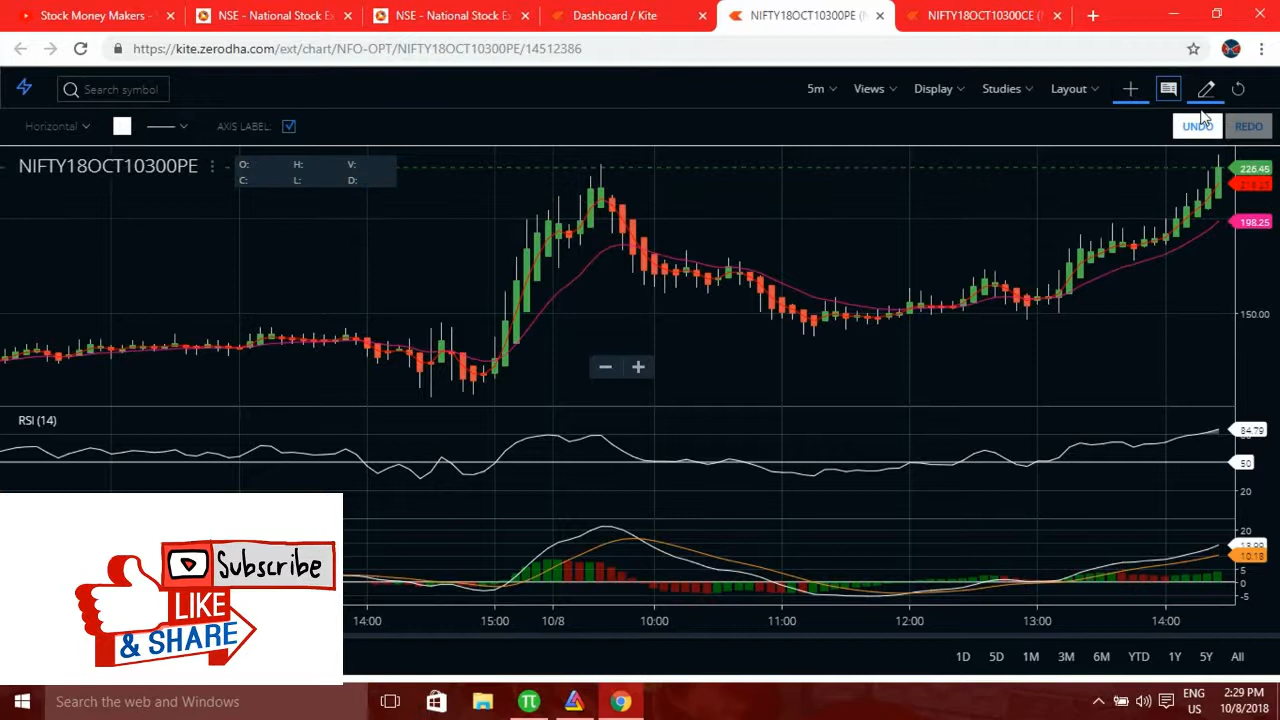 Stock Money Makers -
NSE - National Stock Ex
NSE - National Stock Ex
Dashboard / Kite
NIFTY18OCT10300PE (N
NIFTY18OCT10300CE (N
https://kite.zerodha.com/ext/chart/NFO-OPT/NIFTY18OCT10300PE/14512386
Search symbol
5m
Views
Display
Studies
Layout
Horizontal
AXIS LABEL:
UNDO
REDO
NIFTY18OCT10300PE
O: H: V:
C: L: D:
226.45
198.25
150.00
RSI (14)
84.79
50
20
20
10.18
5
0
-5
Subscribe
LIKE
& SHARE
14:00 15:00 10/8 10:00 11:00 12:00 13:00 14:00
1D 5D 1M 3M 6M YTD 1Y 5Y All
Search the web and Windows
ENG
US
2:29 PM
10/8/2018